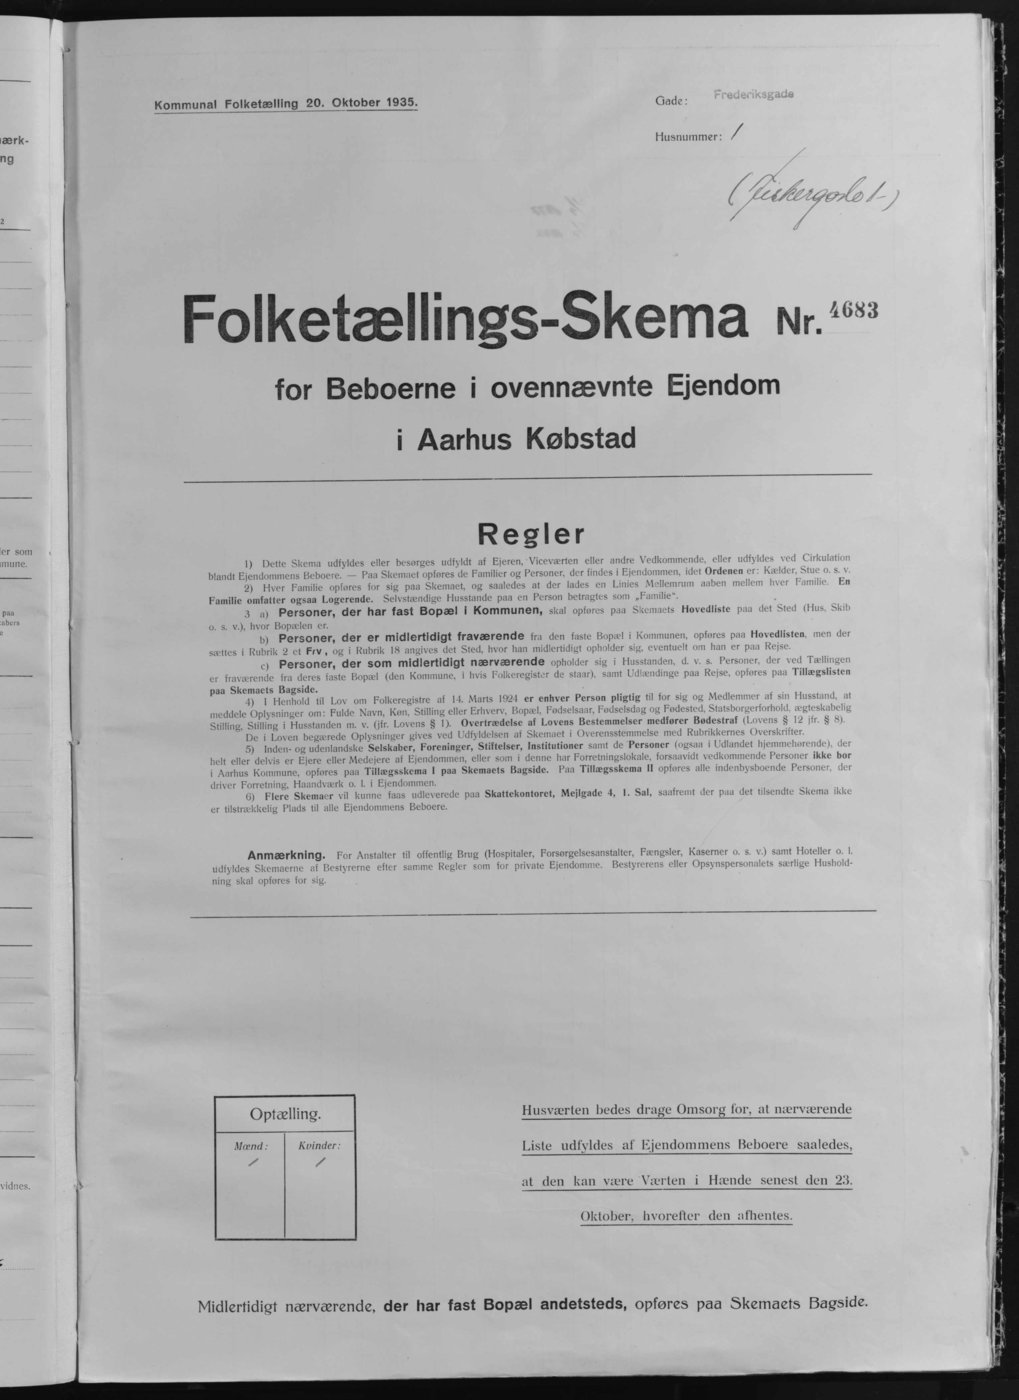 Kommunal Folketælling 20. Oktober 1935.
Gade: Frederiksgade
Husnummer: 1
Folketællings-Skema Nr. 4683
for Beboerne i ovennævnte Ejendom
i Aarhus Købstad
Regler
1) Dette Skema udfyldes eller besørges udfyldt af Ejeren, Viceværten eller andre Vedkommende, eller udfyldes ved Cirkulation
blandt Ejendommens Beboere. — Paa Skemaet opføres de Familier og Personer, der findes i Ejendommen, idet Ordenen er: Kælder, Stue o. s. v.
2) Hver Familie opføres for sig paa Skemaet, og saaledes at der lades en Linies Mellemrum aaben mellem hver Familie. En
Familie omfatter ogsaa Logerende. Selvstændige Husstande paa en Person betragtes som „Familie“.
3 a) Personer, der har fast Bopæl i Kommunen, skal opføres paa Skemaets Hovedliste paa det Sted (Hus, Skib
o. s. v.), hvor Bopælen er.
b) Personer, der er midlertidigt fraværende fra den faste Bopæl i Kommunen, opføres paa Hovedlisten, men der
sættes i Rubrik 2 et Frv, og i Rubrik 18 angives det Sted, hvor han midlertidigt opholder sig, eventuelt om han er paa Rejse.
c) Personer, der som midlertidigt nærværende opholder sig i Husstanden, d. v. s. Personer, der ved Tællingen
er fraværende fra deres faste Bopæl (den Kommune, i hvis Folkeregister de staar), samt Udlændinge paa Rejse, opføres paa Tillægslisten
paa Skemaets Bagside.
4) I Henhold til Lov om Folkeregistre af 14. Marts 1924 er enhver Person pligtig til for sig og Medlemmer af sin Husstand, at
meddele Oplysninger om: Fulde Navn, Køn, Stilling eller Erhverv, Bopæl, Fødselsaar, Fødselsdag og Fødested, Statsborgerforhold, ægteskabelig
Stilling, Stilling i Husstanden m. v. (jfr. Lovens § 1). Overtrædelse af Lovens Bestemmelser medfører Bødestraf (Lovens § 12 jfr. § 8).
De i Loven begærede Oplysninger gives ved Udfyldelsen af Skemaet i Overensstemmelse med Rubrikkernes Overskrifter.
5) Inden- og udenlandske Selskaber, Foreninger, Stiftelser, Institutioner samt de Personer (ogsaa i Udlandet hjemmehørende), der
helt eller delvis er Ejere eller Medejere af Ejendommen, eller som i denne har Forretningslokale, forsaavidt vedkommende Personer ikke bor
i Aarhus Kommune, opføres paa Tillægsskema I paa Skemaets Bagside. Paa Tillægsskema II opføres alle indenbysboende Personer, der
driver Forretning, Haandværk o. l. i Ejendommen.
6) Flere Skemaer vil kunne faas udleverede paa Skattekontoret, Mejlgade 4, 1. Sal, saafremt der paa det tilsendte Skema ikke
er tilstrækkelig Plads til alle Ejendommens Beboere.
Anmærkning. For Anstalter til offentlig Brug (Hospitaler, Forsørgelsesanstalter, Fængsler, Kaserner o. s. v.) samt Hoteller o. l.
udfyldes Skemaerne af Bestyrerne efter samme Regler som for private Ejendomme. Bestyrerens eller Opsynspersonalets særlige Hushold-
ning skal opføres for sig.
Optælling.
Mænd: Kvinder:
1 1
Husværten bedes drage Omsorg for, at nærværende
Liste udfyldes af Ejendommens Beboere saaledes,
at den kan være Værten i Hænde senest den 23.
Oktober, hvorefter den afhentes.
Midlertidigt nærværende, der har fast Bopæl andetsteds, opføres paa Skemaets Bagside.